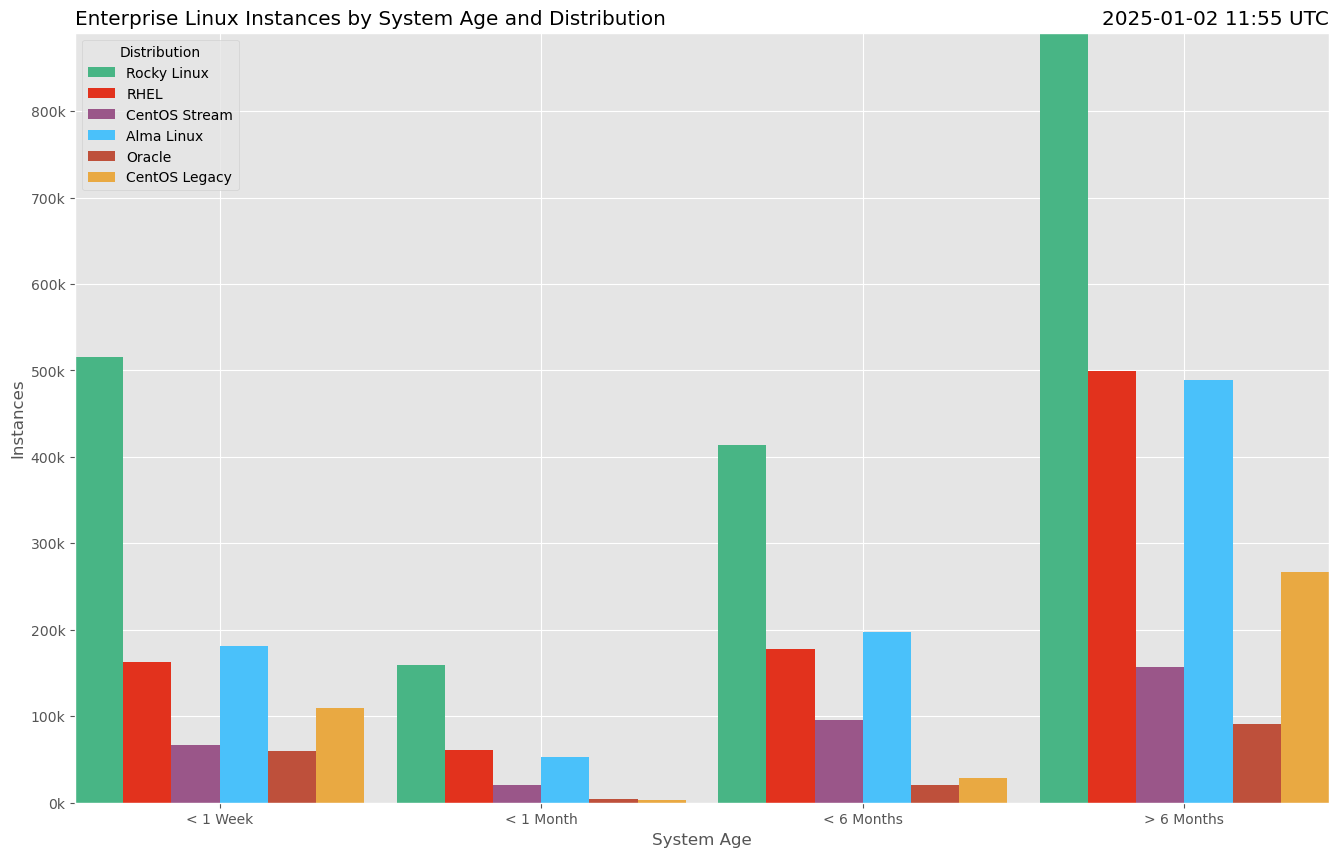 Enterprise Linux Instances by System Age and Distribution
2025-01-02 11:55 UTC
Distribution
Rocky Linux
RHEL
CentOS Stream
Alma Linux
Oracle
CentOS Legacy
800k
700k
600k
500k
400k
300k
200k
100k
0k
Instances
< 1 Week
< 1 Month
< 6 Months
> 6 Months
System Age